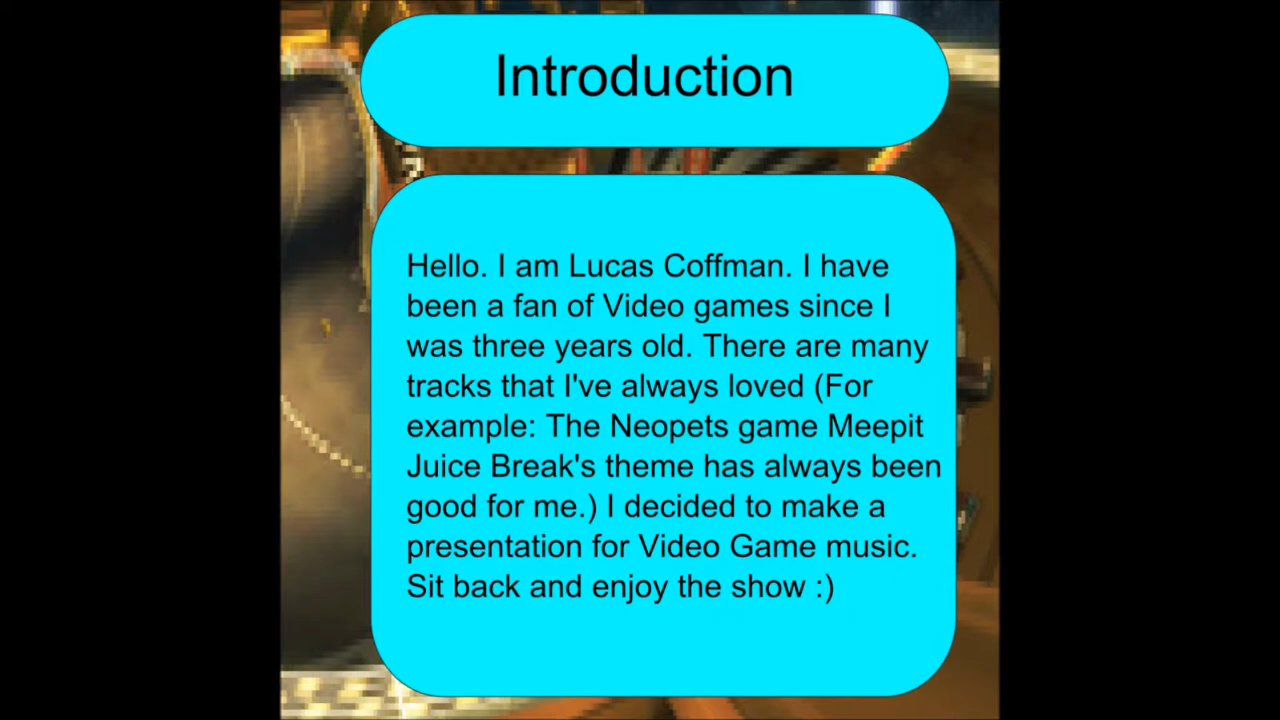 Introduction
Hello. I am Lucas Coffman. I have
been a fan of Video games since I
was three years old. There are many
tracks that I've always loved (For
example: The Neopets game Meepit
Juice Break's theme has always been
good for me.) I decided to make a
presentation for Video Game music.
Sit back and enjoy the show :)